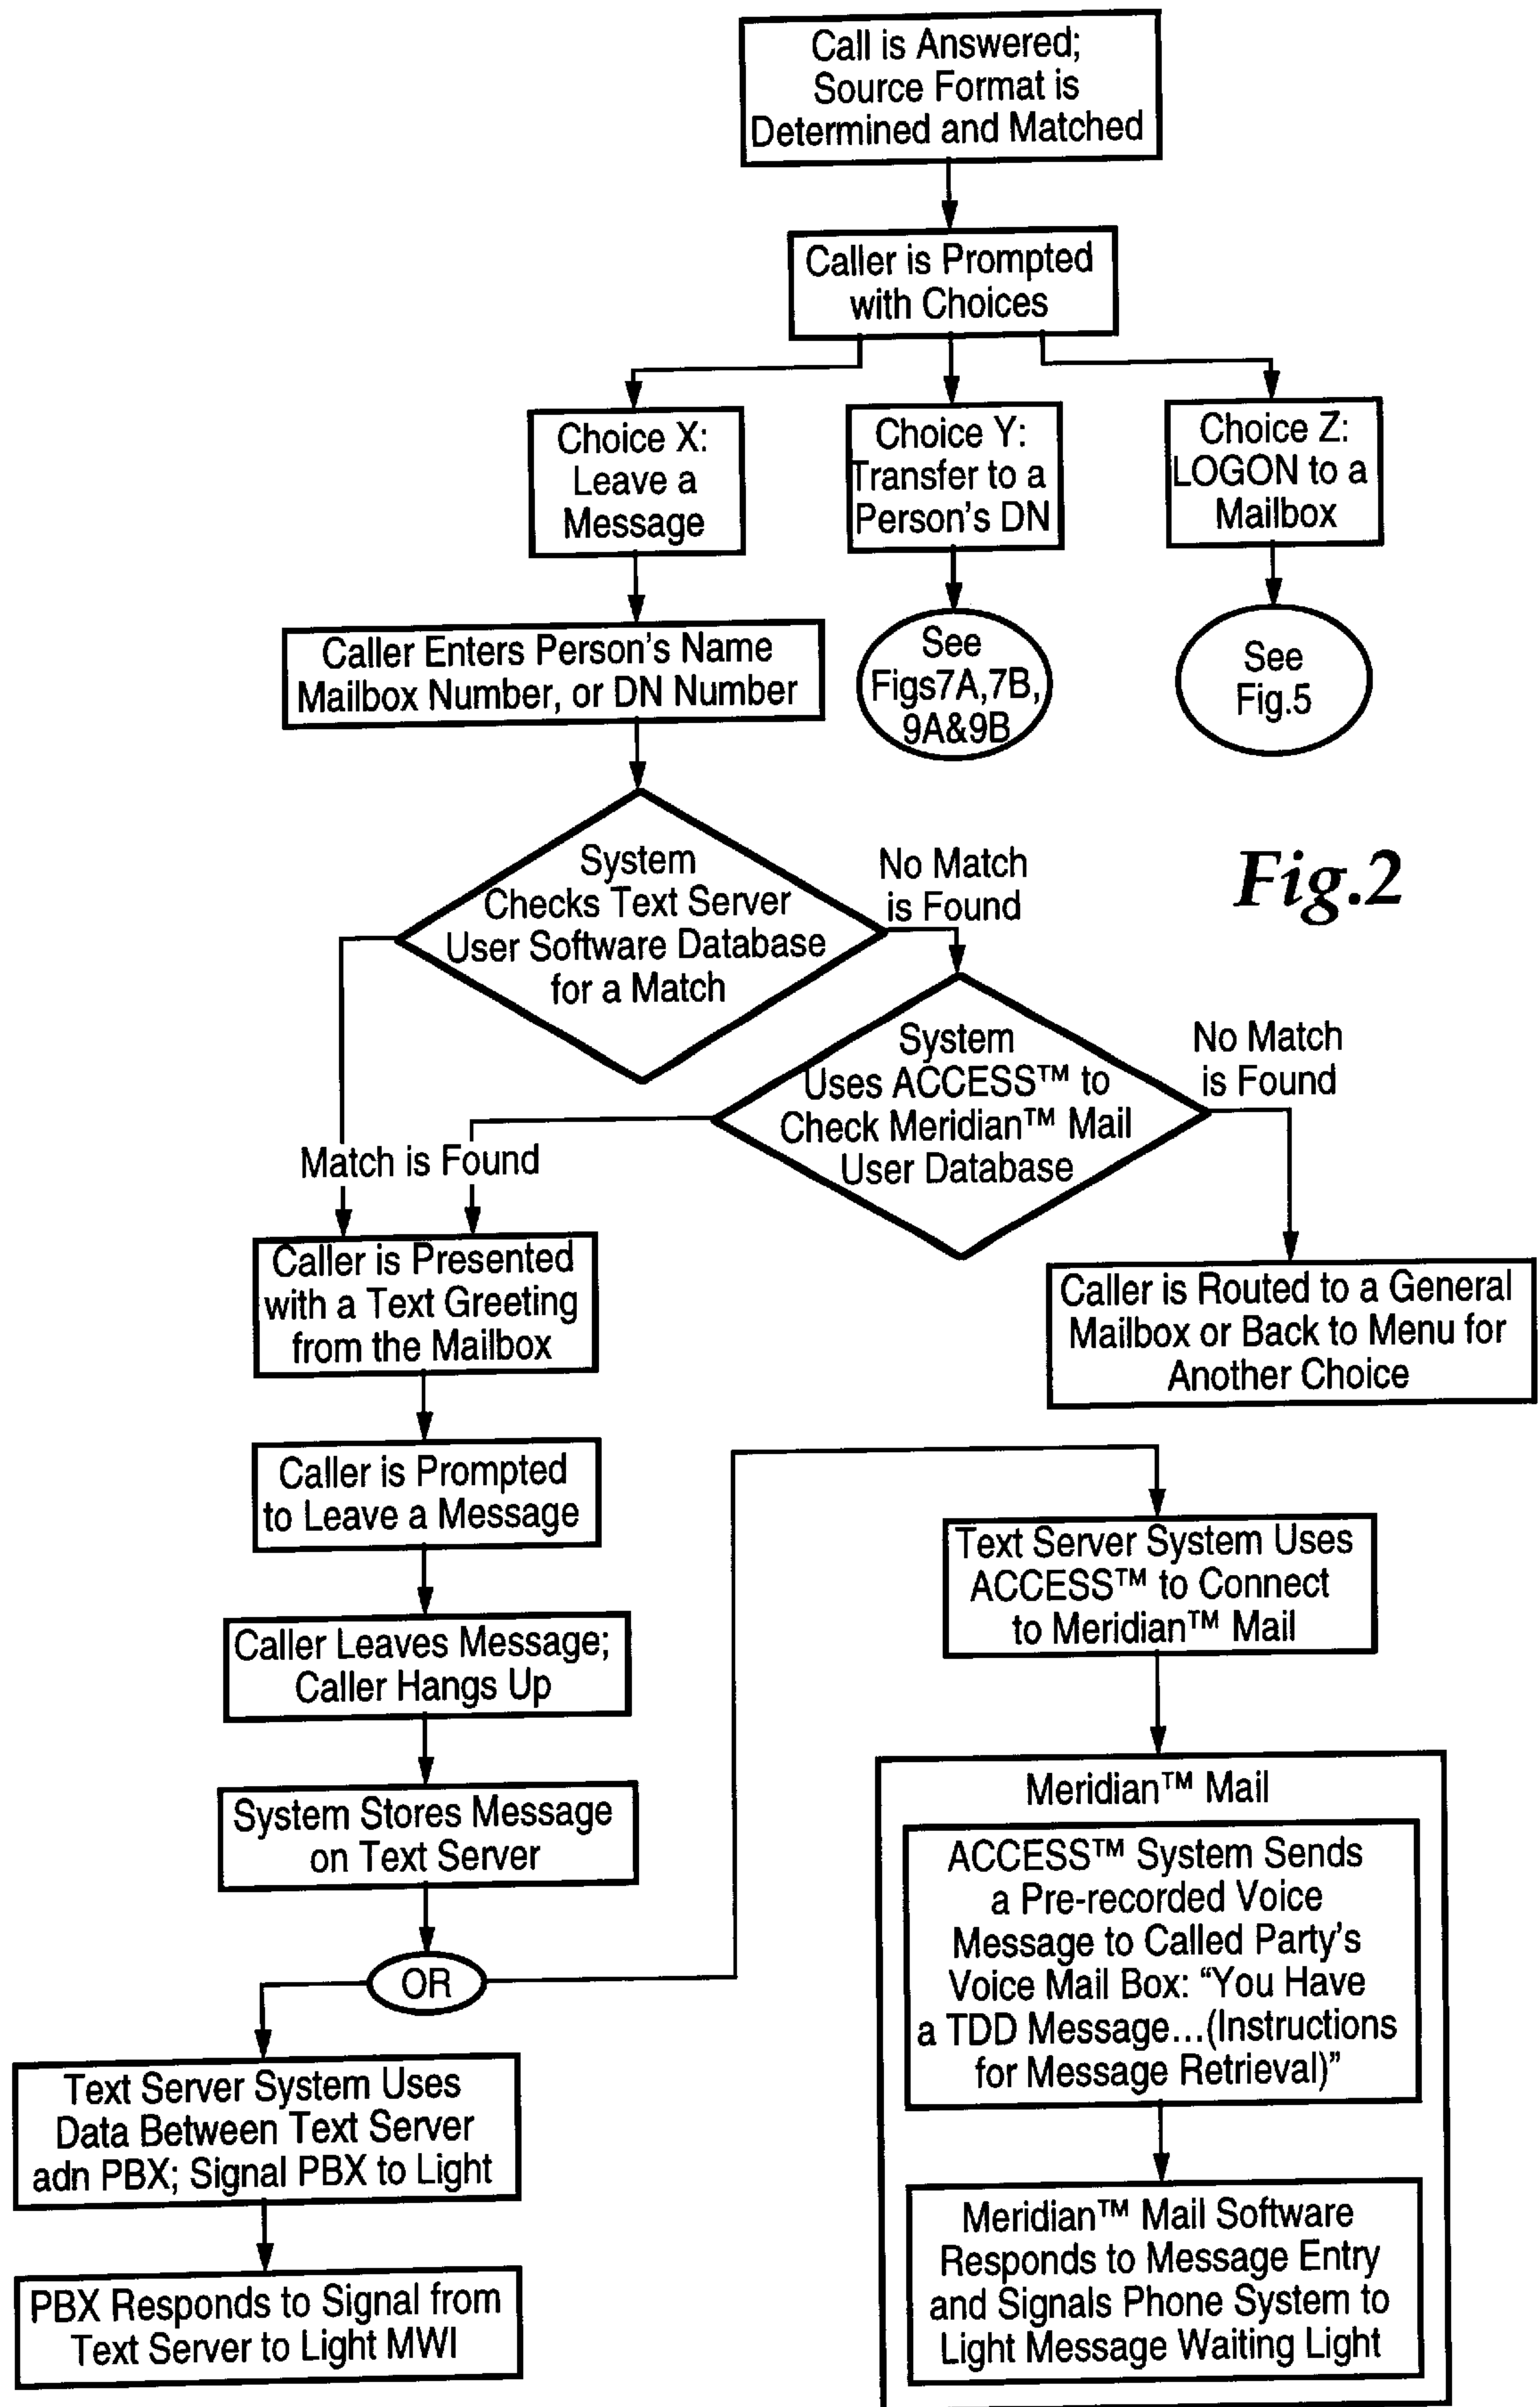 Call is Answered;
Source Format is
Determined and Matched
Caller is Prompted
with Choices
Choice X:
Leave a
Message
Choice Y:
Transfer to a
Person's DN
Choice Z:
LOGON to a
Mailbox
Caller Enters Person's Name
Mailbox Number, or DN Number
See
Figs7A,7B,
9A&9B
See
Fig.5
System
Checks Text Server
User Software Database
for a Match
No Match
is Found
Fig.2
System
Uses ACCESS™ to
Check Meridian™ Mail
User Database
No Match
is Found
Match is Found
Caller is Presented
with a Text Greeting
from the Mailbox
Caller is Routed to a General
Mailbox or Back to Menu for
Another Choice
Caller is Prompted
to Leave a Message
Caller Leaves Message;
Caller Hangs Up
System Stores Message
on Text Server
OR
Text Server System Uses
Data Between Text Server
adn PBX; Signal PBX to Light
PBX Responds to Signal from
Text Server to Light MWI
Text Server System Uses
ACCESS™ to Connect
to Meridian™ Mail
Meridian™ Mail
ACCESS™ System Sends
a Pre-recorded Voice
Message to Called Party's
Voice Mail Box: “You Have
a TDD Message...(Instructions
for Message Retrieval)”
Meridian™ Mail Software
Responds to Message Entry
and Signals Phone System to
Light Message Waiting Light